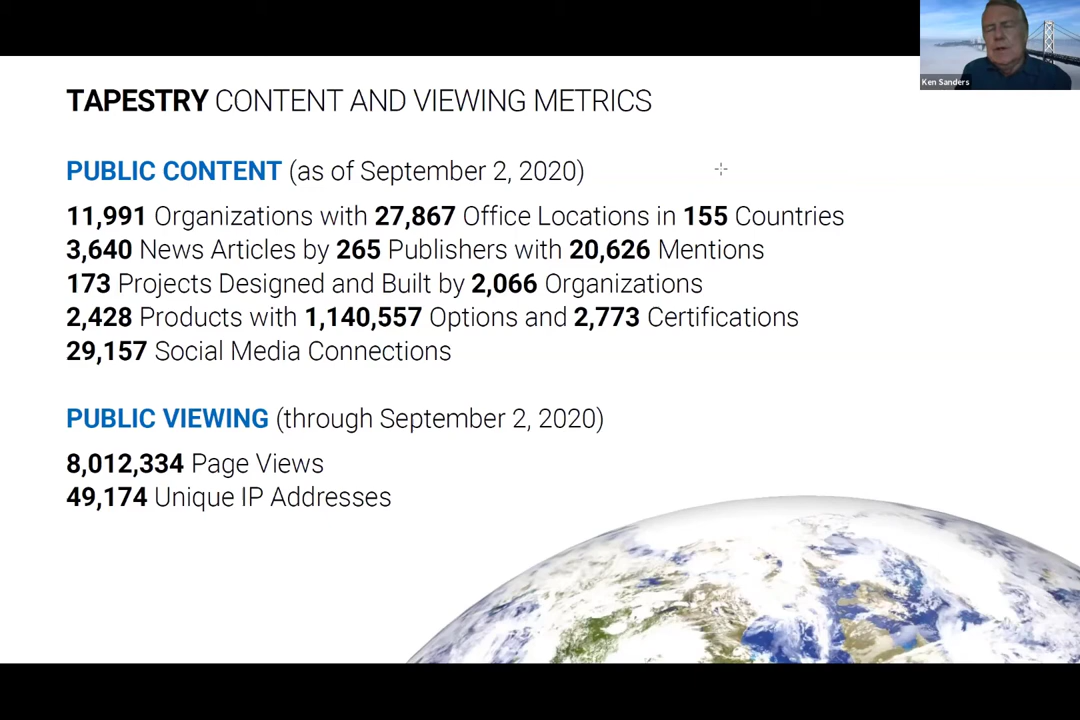 Ken Sanders
TAPESTRY CONTENT AND VIEWING METRICS
PUBLIC CONTENT (as of September 2, 2020)
11,991 Organizations with 27,867 Office Locations in 155 Countries
3,640 News Articles by 265 Publishers with 20,626 Mentions
173 Projects Designed and Built by 2,066 Organizations
2,428 Products with 1,140,557 Options and 2,773 Certifications
29,157 Social Media Connections
PUBLIC VIEWING (through September 2, 2020)
8,012,334 Page Views
49,174 Unique IP Addresses